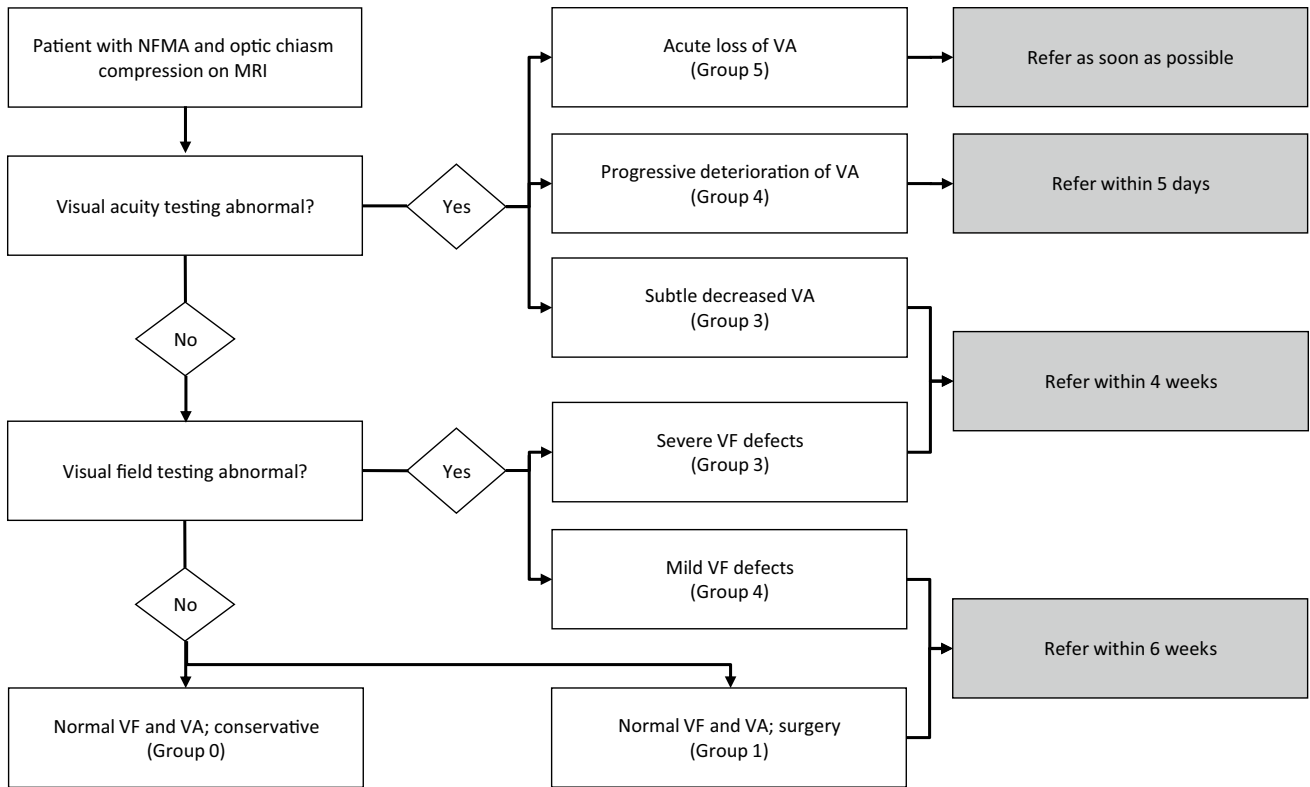 Patient with NFMA and optic chiasm
compression on MRI
Visual acuity testing abnormal?
Yes
Acute loss of VA
(Group 5)
Refer as soon as possible
Progressive deterioration of VA
(Group 4)
Refer within 5 days
Subtle decreased VA
(Group 3)
Refer within 4 weeks
No
Visual field testing abnormal?
Yes
Severe VF defects
(Group 3)
Mild VF defects
(Group 4)
Refer within 6 weeks
No
Normal VF and VA; conservative
(Group 0)
Normal VF and VA; surgery
(Group 1)